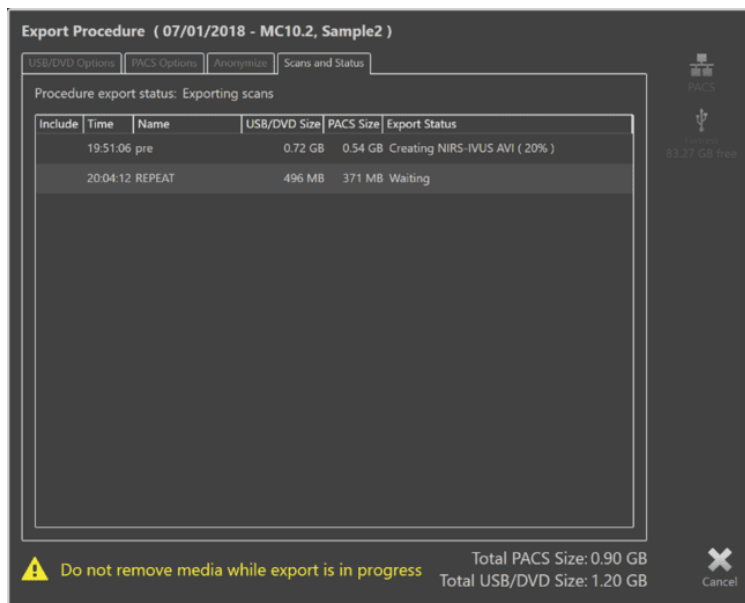 Export Procedure ( 07/01/2018 - MC10.2, Sample2 )
USB/DVD Options PACS Options Anonymize Scans and Status
PACS
Procedure export status: Exporting scans
Include Time Name USB/DVD Size PACS Size Export Status
19:51:06 pre 0.72 GB 0.54 GB Creating NIRS-IVUS AVI ( 20% )
83.27 GB free
20:04:12 REPEAT 496 MB 371 MB Waiting
Do not remove media while export is in progress
Total PACS Size: 0.90 GB
Total USB/DVD Size: 1.20 GB
Cancel